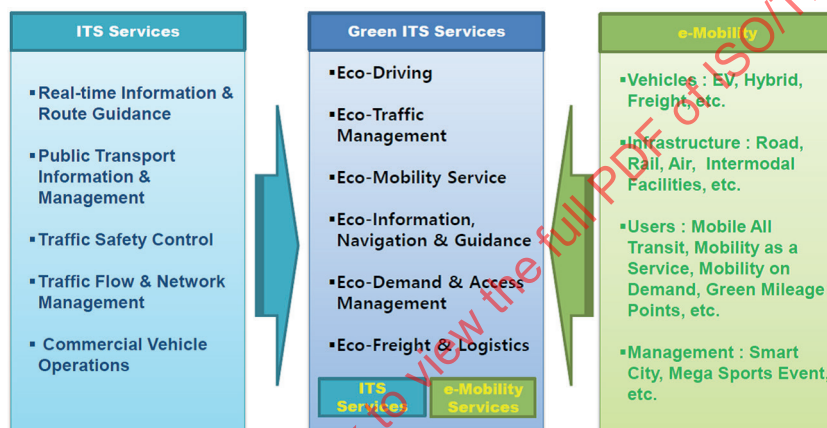 ITS Services
▪Real-time Information &
Route Guidance
▪Public Transport
Information &
Management
▪Traffic Safety Control
▪Traffic Flow & Network
Management
▪ Commercial Vehicle
Operations
Green ITS Services
▪Eco-Driving
▪Eco-Traffic
Management
▪Eco-Mobility Service
▪Eco-Information,
Navigation & Guidance
▪Eco-Demand & Access
Management
▪Eco-Freight & Logistics
ITS
Services
e-Mobility
Services
e-Mobility
▪Vehicles : EV, Hybrid,
Freight, etc.
▪Infrastructure : Road,
Rail, Air, Intermodal
Facilities, etc.
▪Users : Mobile All
Transit, Mobility as a
Service, Mobility on
Demand, Green Mileage
Points, etc.
▪Management : Smart
City, Mega Sports Event,
etc.
to view the full PDF of ISO/